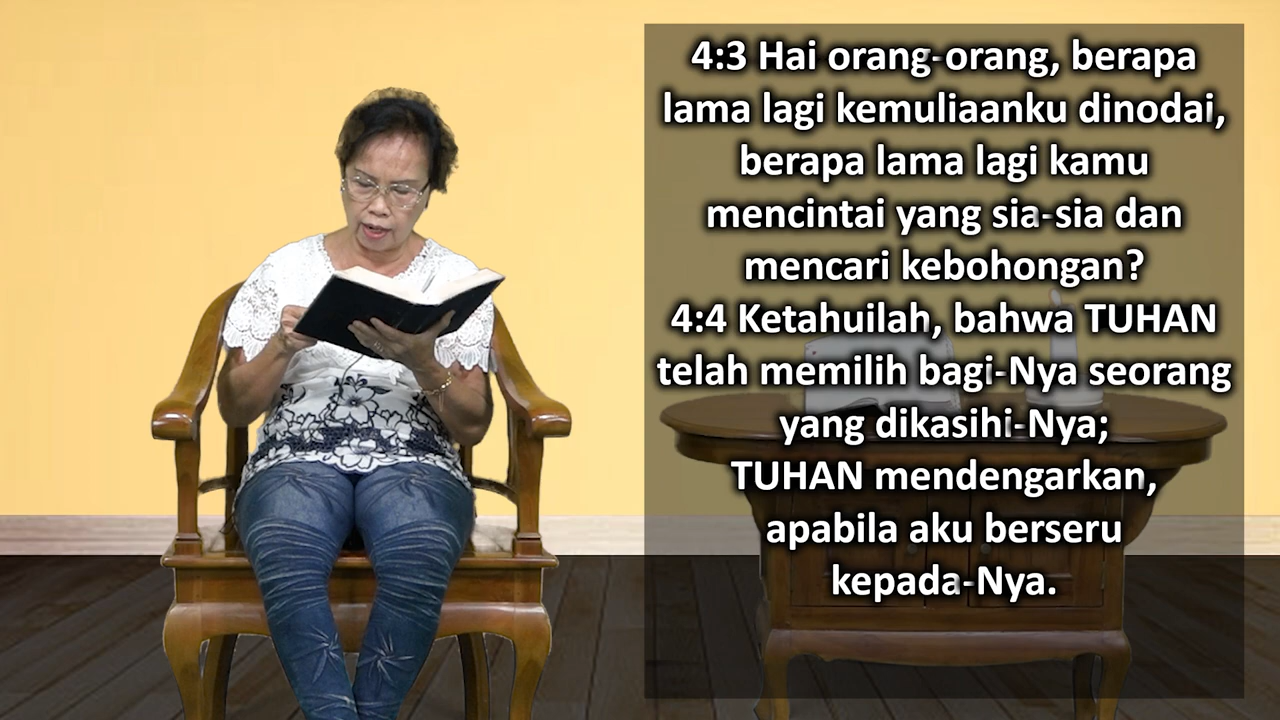 4:3 Hai orang-orang, berapa
lama lagi kemuliaanku dinodai,
berapa lama lagi kamu
mencintai yang sia-sia dan
mencari kebohongan?
4:4 Ketahuilah, bahwa TUHAN
telah memilih bagi-Nya seorang
yang dikasihi-Nya;
TUHAN mendengarkan,
apabila aku berseru
kepada-Nya.